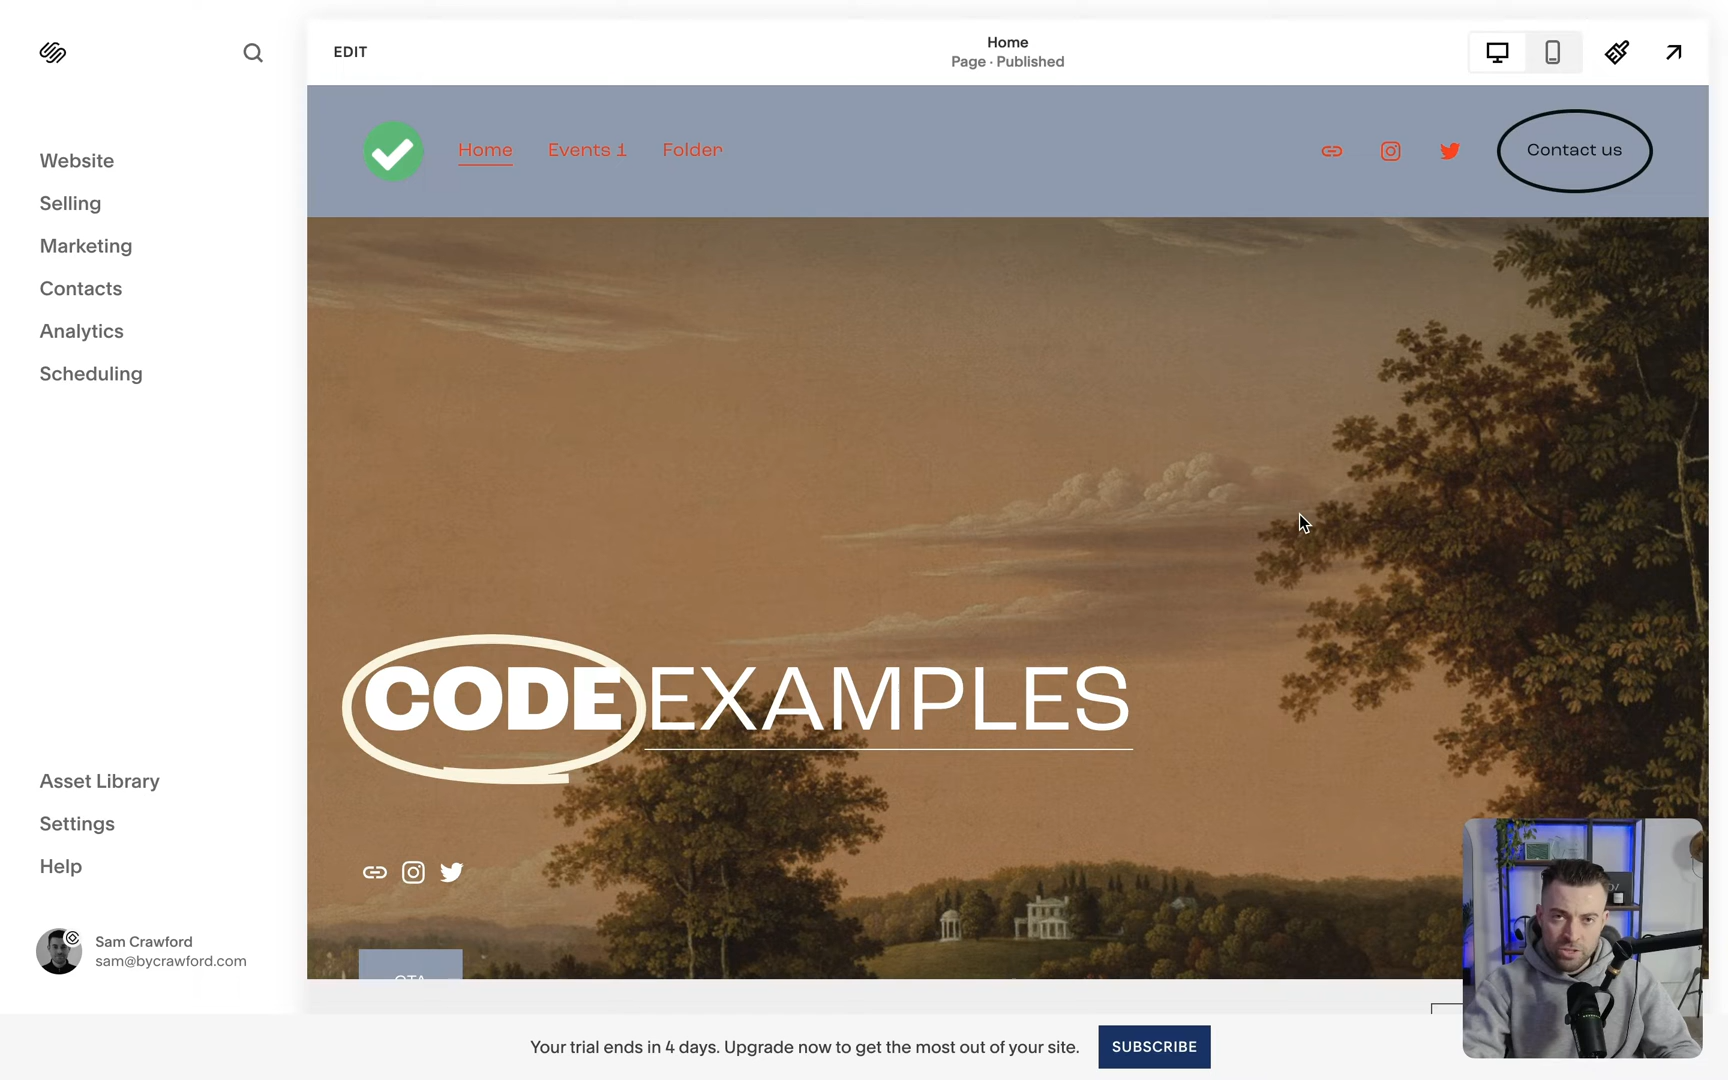 EDIT
Home
Page · Published
Website
Selling
Marketing
Contacts
Analytics
Scheduling
Home Events 1 Folder
Contact us
CODE EXAMPLES
Asset Library
Settings
Help
Sam Crawford
sam@bycrawford.com
CTA
Your trial ends in 4 days. Upgrade now to get the most out of your site. SUBSCRIBE